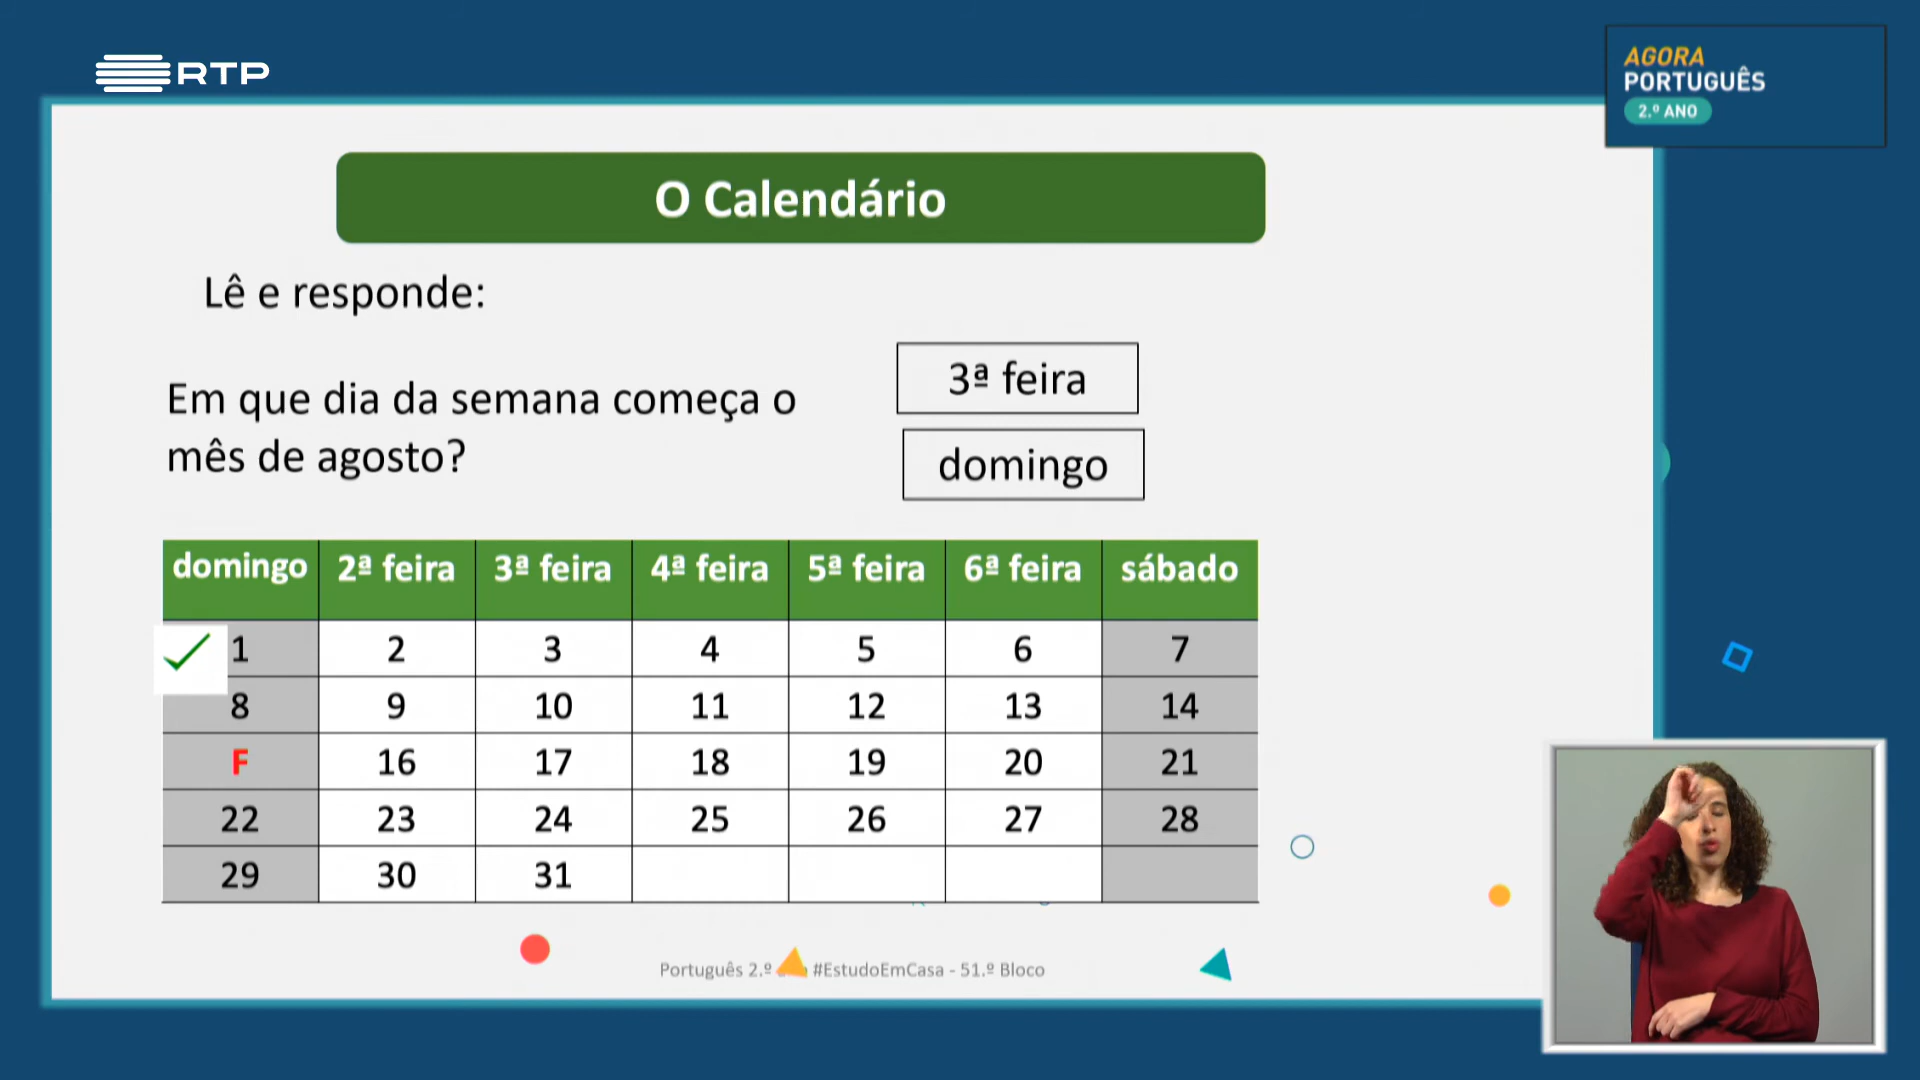 RTP
AGORA
PORTUGUÊS
2.º ANO
O Calendário
Lê e responde:
Em que dia da semana começa o
mês de agosto?
3ª feira
domingo
domingo 2ª feira 3ª feira 4ª feira 5ª feira 6ª feira sábado
1 2 3 4 5 6 7
8 9 10 11 12 13 14
F 16 17 18 19 20 21
22 23 24 25 26 27 28
29 30 31
Português 2.º #EstudoEmCasa - 51.º Bloco